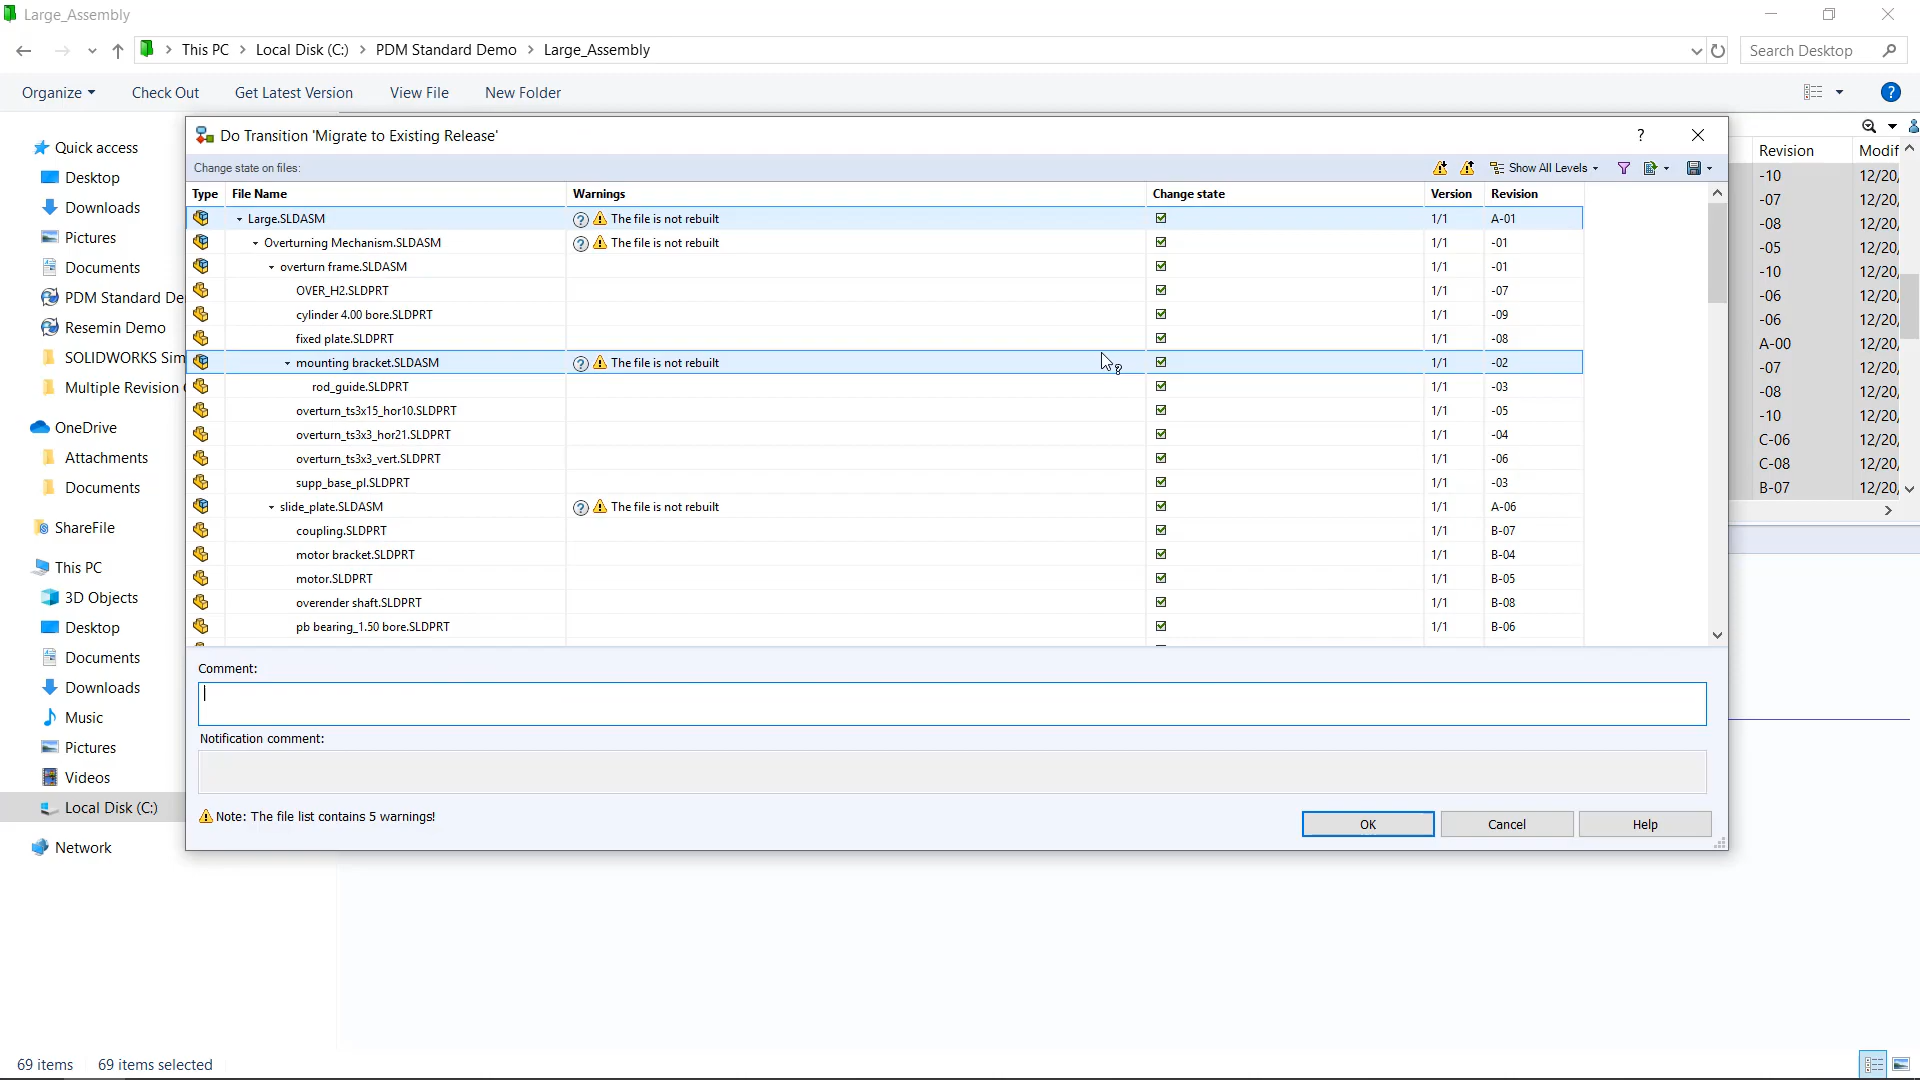 Large_Assembly
This PC > Local Disk (C:) > PDM Standard Demo > Large_Assembly
Search Desktop
Organize
Check Out
Get Latest Version
View File
New Folder
Quick access
Desktop
Downloads
Pictures
Documents
PDM Standard De
Resemin Demo
SOLIDWORKS Sim
Multiple Revision
OneDrive
Attachments
Documents
ShareFile
This PC
3D Objects
Desktop
Documents
Downloads
Music
Pictures
Videos
Local Disk (C:)
Network
Do Transition 'Migrate to Existing Release'
?
Change state on files:
Show All Levels
Type File Name Warnings Change state Version Revision
Large.SLDASM The file is not rebuilt 1/1 A-01
Overturning Mechanism.SLDASM The file is not rebuilt 1/1 -01
overturn frame.SLDASM 1/1 -01
OVER_H2.SLDPRT 1/1 -07
cylinder 4.00 bore.SLDPRT 1/1 -09
fixed plate.SLDPRT 1/1 -08
mounting bracket.SLDASM The file is not rebuilt 1/1 -02
rod_guide.SLDPRT 1/1 -03
overturn_ts3x15_hor10.SLDPRT 1/1 -05
overturn_ts3x3_hor21.SLDPRT 1/1 -04
overturn_ts3x3_vert.SLDPRT 1/1 -06
supp_base_pl.SLDPRT 1/1 -03
slide_plate.SLDASM The file is not rebuilt 1/1 A-06
coupling.SLDPRT 1/1 B-07
motor bracket.SLDPRT 1/1 B-04
motor.SLDPRT 1/1 B-05
overender shaft.SLDPRT 1/1 B-08
pb bearing_1.50 bore.SLDPRT 1/1 B-06
Comment:
Notification comment:
Note: The file list contains 5 warnings!
OK
Cancel
Help
Revision Modif
-10 12/20/
-07 12/20/
-08 12/20/
-05 12/20/
-10 12/20/
-06 12/20/
-06 12/20/
A-00 12/20/
-07 12/20/
-08 12/20/
-10 12/20/
C-06 12/20/
C-08 12/20/
B-07 12/20/
69 items 69 items selected